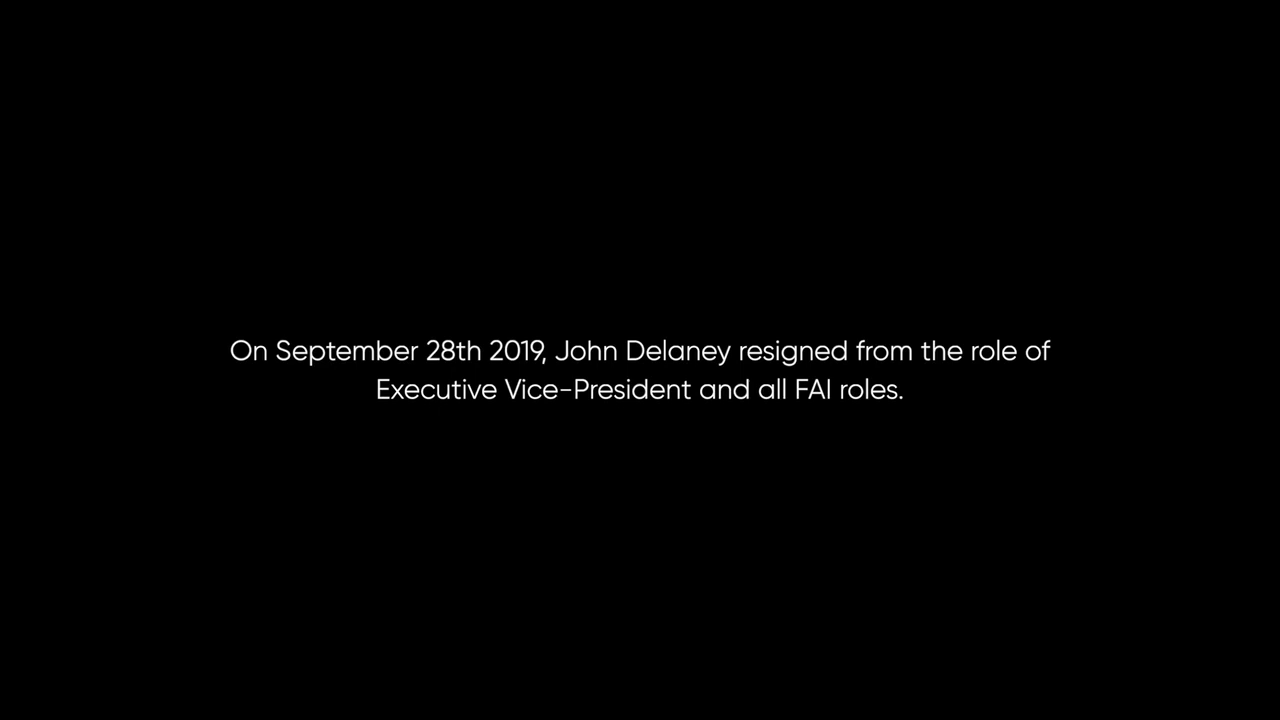 On September 28th 2019, John Delaney resigned from the role of
Executive Vice-President and all FAI roles.